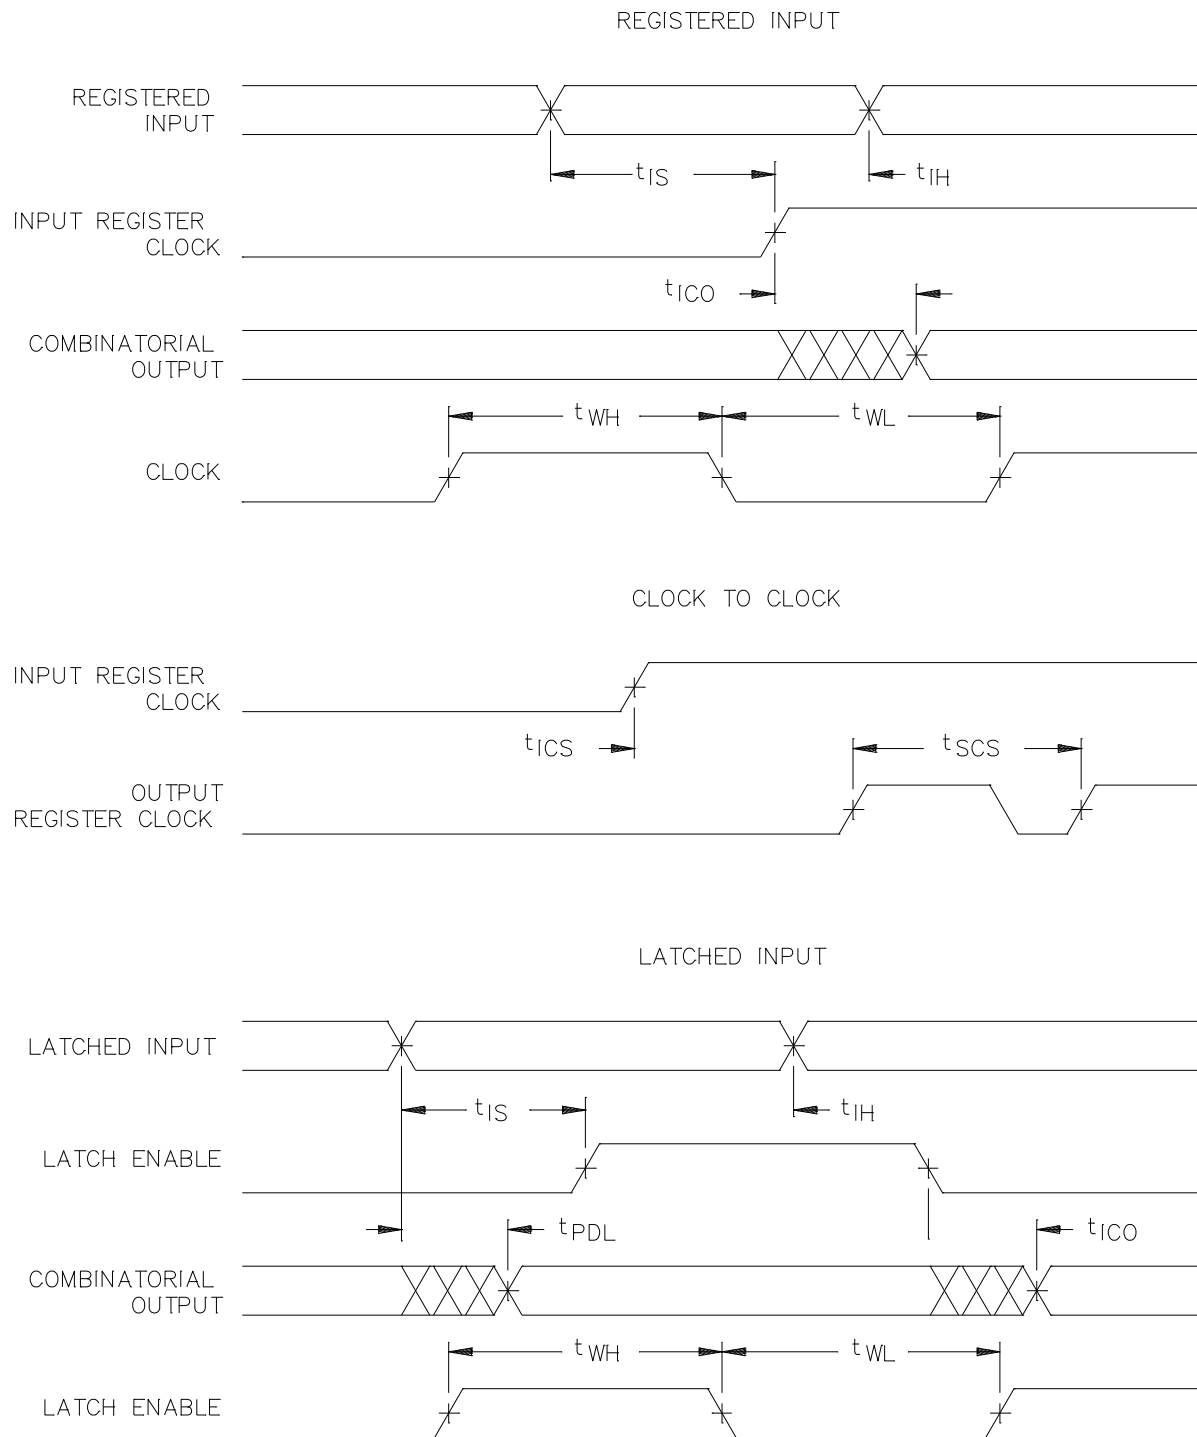 REGISTERED INPUT
REGISTERED
INPUT
tIS
tIH
INPUT REGISTER
CLOCK
tICO
COMBINATORIAL
OUTPUT
tWH
tWL
CLOCK
CLOCK TO CLOCK
INPUT REGISTER
CLOCK
tICS
tSCS
OUTPUT
REGISTER CLOCK
LATCHED INPUT
LATCHED INPUT
tIS
tIH
LATCH ENABLE
tPDL
tICO
COMBINATORIAL
OUTPUT
tWH
tWL
LATCH ENABLE